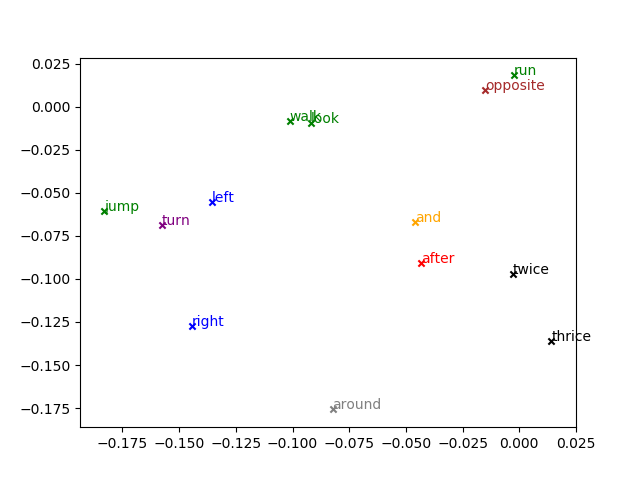 0.025
run
opposite
0.000
walk look
−0.025
−0.050
left
jump
turn
and
−0.075
after
twice
−0.100
right
−0.125
thrice
−0.150
around
−0.175
−0.175 −0.150 −0.125 −0.100 −0.075 −0.050 −0.025 0.000 0.025